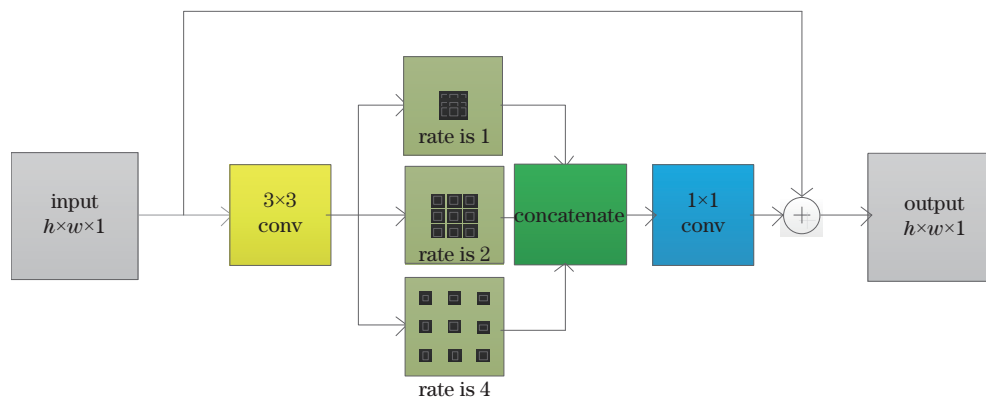 input
h×w×1
3×3
conv
rate is 1
rate is 2
rate is 4
concatenate
1×1
conv
output
h×w×1